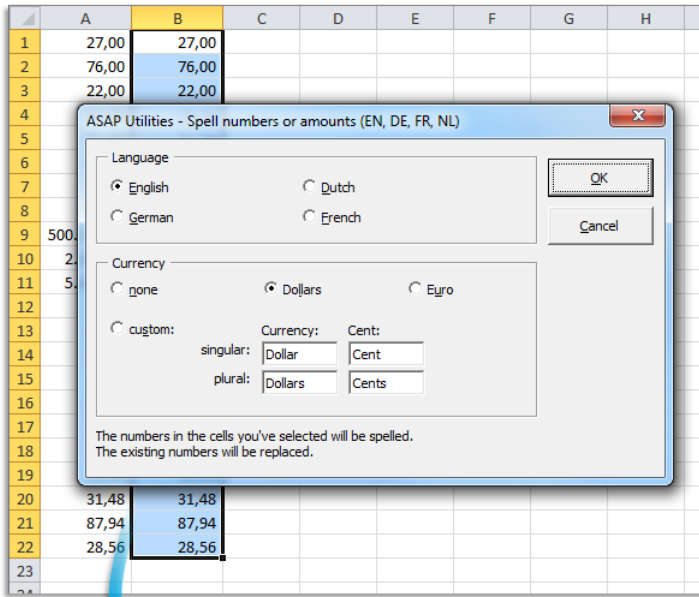 A B C D E F G H
1 27,00 27,00
2 76,00 76,00
3 22,00 22,00
4
ASAP Utilities - Spell numbers or amounts (EN, DE, FR, NL)
5
6 Language
7 English Dutch OK
8 German French
9 500. Cancel
10 2. Currency
11 5. none Dollars Euro
12
13 custom: Currency: Cent:
14 singular: Dollar Cent
15 plural: Dollars Cents
16
17 The numbers in the cells you've selected will be spelled.
18 The existing numbers will be replaced.
19
20 31,48 31,48
21 87,94 87,94
22 28,56 28,56
23